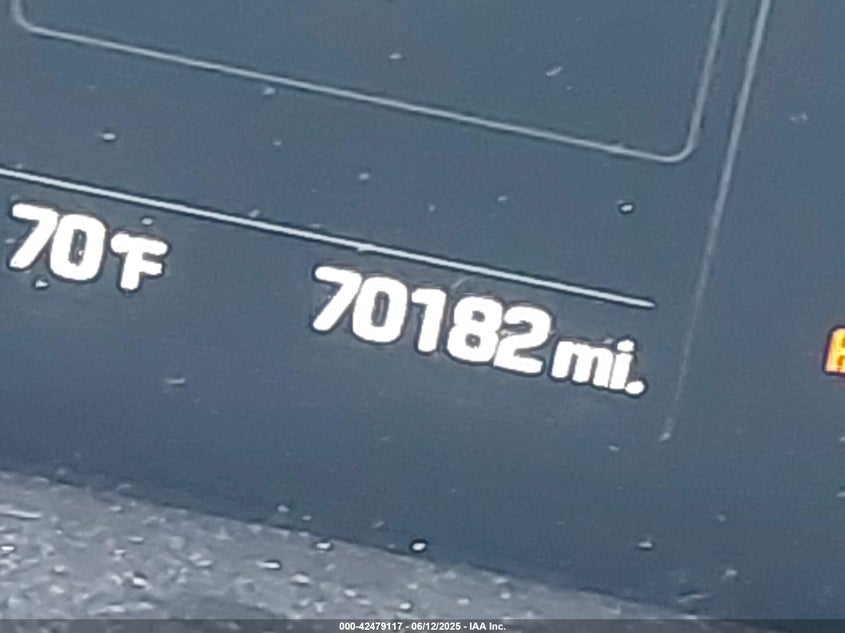 70°F 70182 mi.
000-42479117 - 06/12/2025 - IAA Inc.